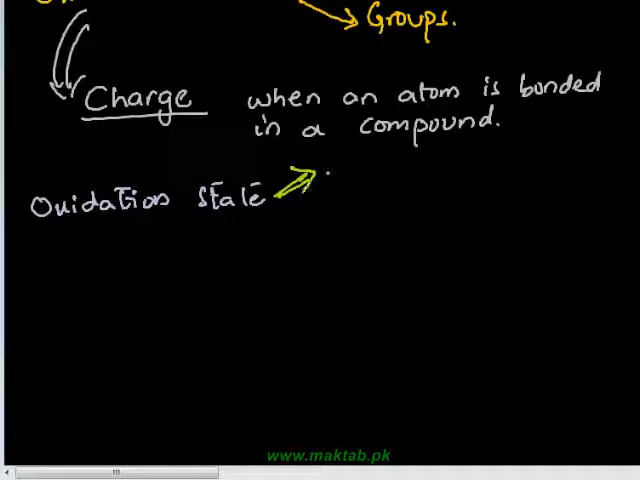 Groups.
Charge when an atom is bonded
in a compound.
Oxidation state
www.maktab.pk